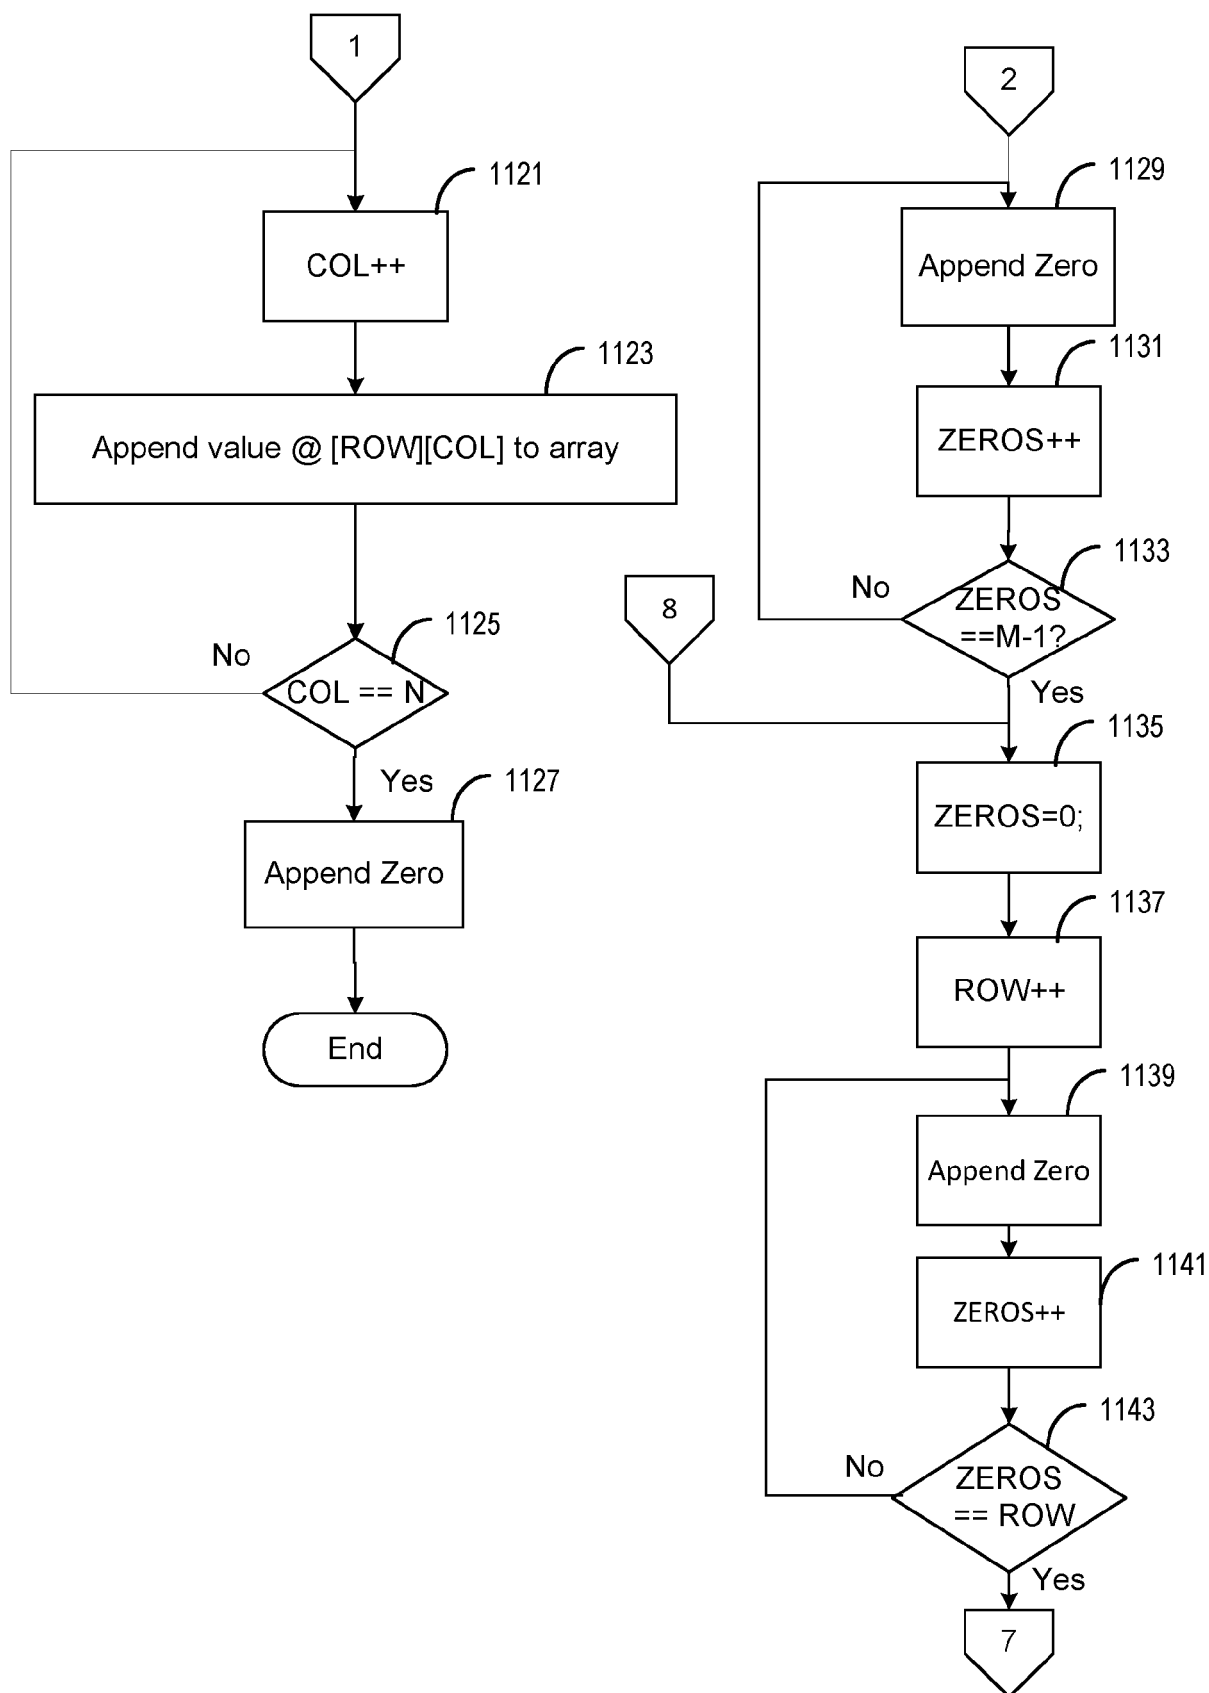 1
1121
COL++
1123
Append value @ [ROW][COL] to array
1125
No
COL == N
Yes
1127
Append Zero
End
2
1129
Append Zero
1131
ZEROS++
1133
No
ZEROS
==M-1?
8
Yes
1135
ZEROS=0;
1137
ROW++
1139
Append Zero
1141
ZEROS++
1143
No
ZEROS
== ROW
Yes
7